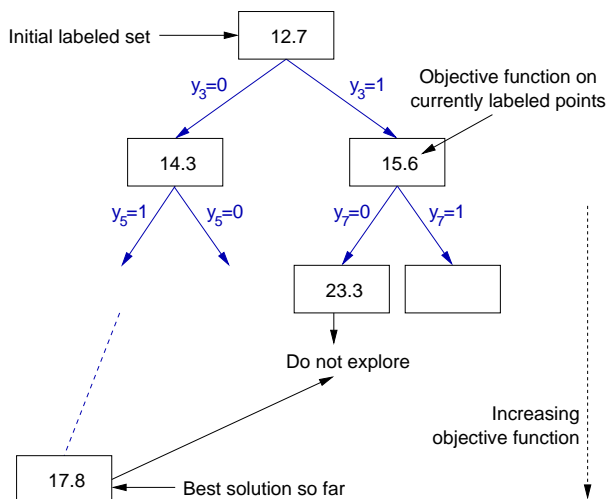 Initial labeled set
12.7
y3=0
y3=1
Objective function on
currently labeled points
14.3
15.6
y5=1
y5=0
y7=0
y7=1
23.3
Do not explore
Increasing
objective function
17.8
Best solution so far